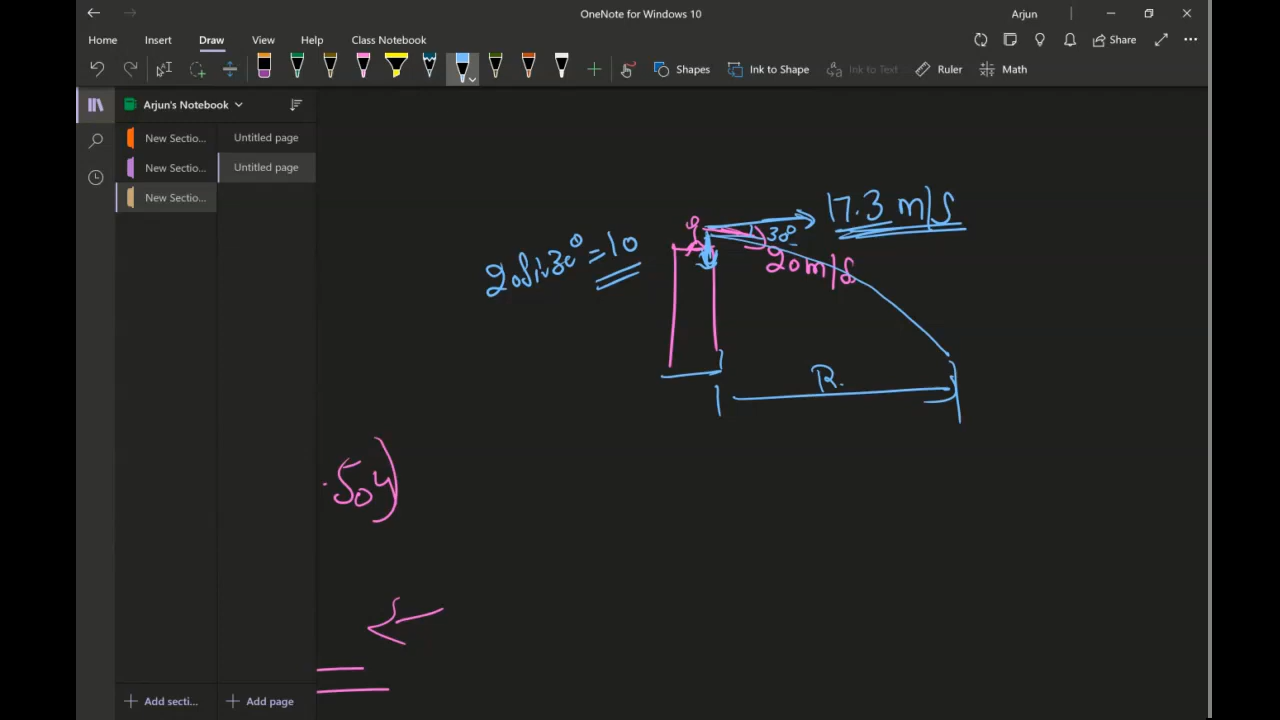 OneNote for Windows 10
Arjun
Home Insert Draw View Help Class Notebook
Share
Shapes Ink to Shape Ink to Text Ruler Math
Arjun's Notebook
New Sectio... Untitled page
New Sectio... Untitled page
New Sectio...
17.3 m/s
30°
20 sin 30° = 10
20 m/s
R.
.504)
Add secti... Add page